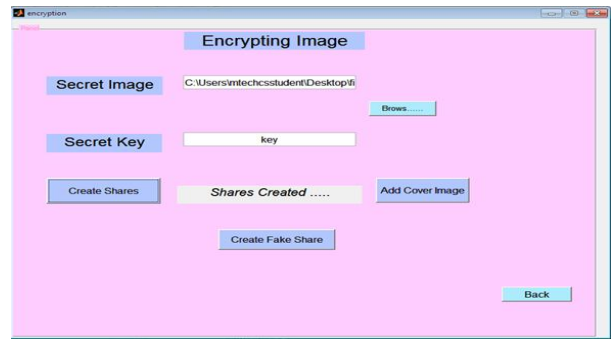 encryption
Panel
Encrypting Image
Secret Image
C:\Users\mtechcsstudent\Desktop\fi
Brows......
Secret Key
key
Create Shares
Shares Created .....
Add Cover Image
Create Fake Share
Back